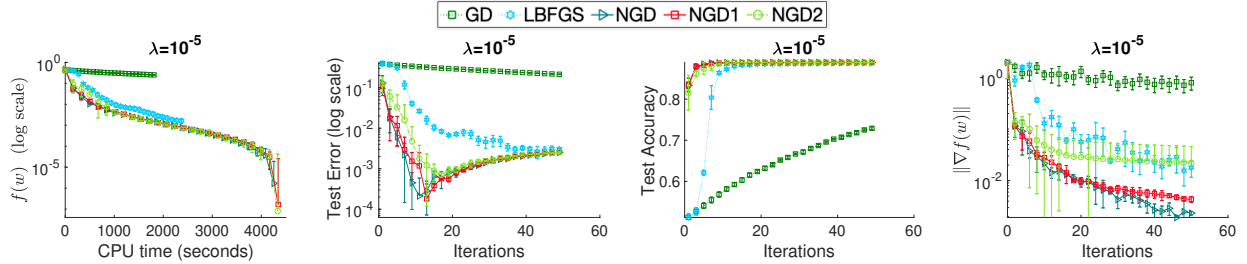 GD LBFGS NGD NGD1 NGD2
λ=10⁻⁵
f(w) (log scale)
10⁰
10⁻⁵
0 1000 2000 3000 4000
CPU time (seconds)
λ=10⁻⁵
Test Error (log scale)
10⁻¹
10⁻²
10⁻³
10⁻⁴
0 20 40 60
Iterations
λ=10⁻⁵
Test Accuracy
0.8
0.7
0.6
0 20 40 60
Iterations
λ=10⁻⁵
‖∇f(w)‖
10⁰
10⁻²
0 20 40 60
Iterations